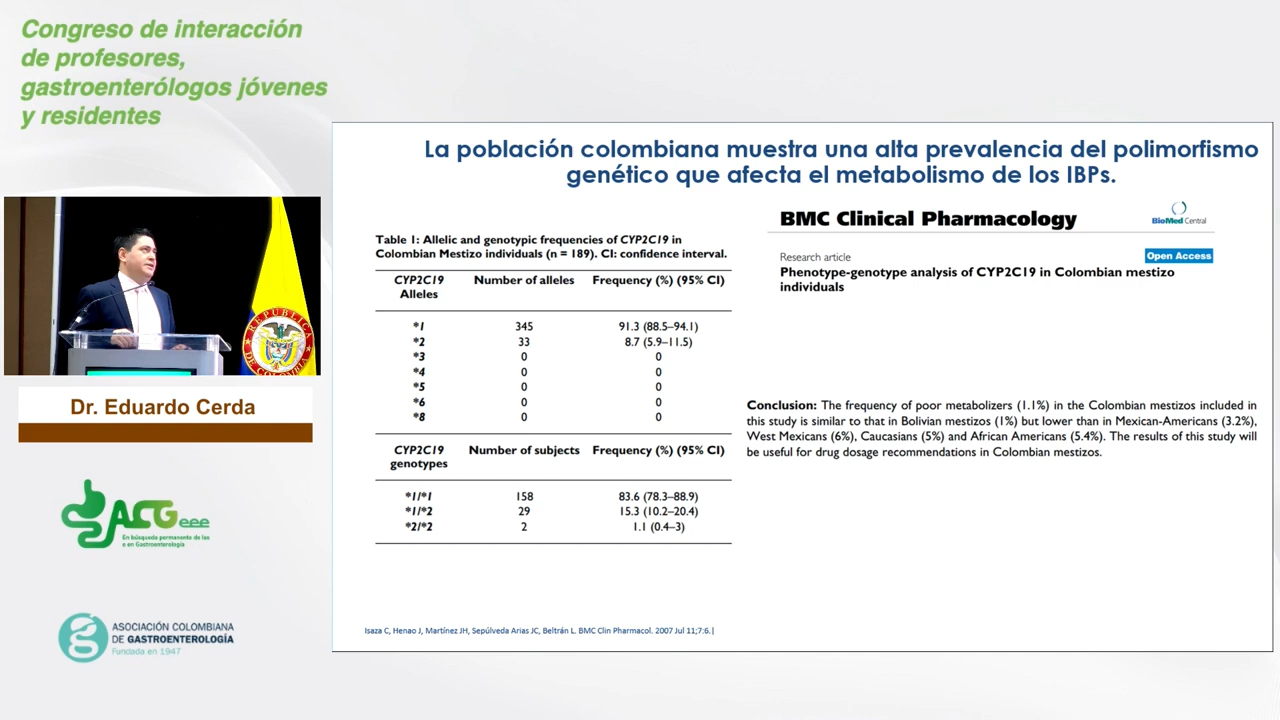 Congreso de interacción
de profesores,
gastroenterólogos jóvenes
y residentes
La población colombiana muestra una alta prevalencia del polimorfismo
genético que afecta el metabolismo de los IBPs.
Table 1: Allelic and genotypic frequencies of CYP2C19 in
Colombian Mestizo individuals (n = 189). CI: confidence interval.
CYP2C19 Alleles Number of alleles Frequency (%) (95% CI)
*1 345 91.3 (88.5–94.1)
*2 33 8.7 (5.9–11.5)
*3 0 0
*4 0 0
*5 0 0
*6 0 0
*8 0 0
CYP2C19 genotypes Number of subjects Frequency (%) (95% CI)
*1/*1 158 83.6 (78.3–88.9)
*1/*2 29 15.3 (10.2–20.4)
*2/*2 2 1.1 (0.4–3)
BMC Clinical Pharmacology
BioMed Central
Research article
Open Access
Phenotype-genotype analysis of CYP2C19 in Colombian mestizo
individuals
Conclusion: The frequency of poor metabolizers (1.1%) in the Colombian mestizos included in
this study is similar to that in Bolivian mestizos (1%) but lower than in Mexican-Americans (3.2%),
West Mexicans (6%), Caucasians (5%) and African Americans (5.4%). The results of this study will
be useful for drug dosage recommendations in Colombian mestizos.
Isaza C, Henao J, Martínez JH, Sepúlveda Arias JC, Beltrán L. BMC Clin Pharmacol. 2007 Jul 11;7:6.|
REPUBLICA
DE COLOMBIA
Dr. Eduardo Cerda
ACGeee
En búsqueda permanente de las
e en Gastroenterología
ASOCIACIÓN COLOMBIANA
DE GASTROENTEROLOGÍA
Fundada en 1947